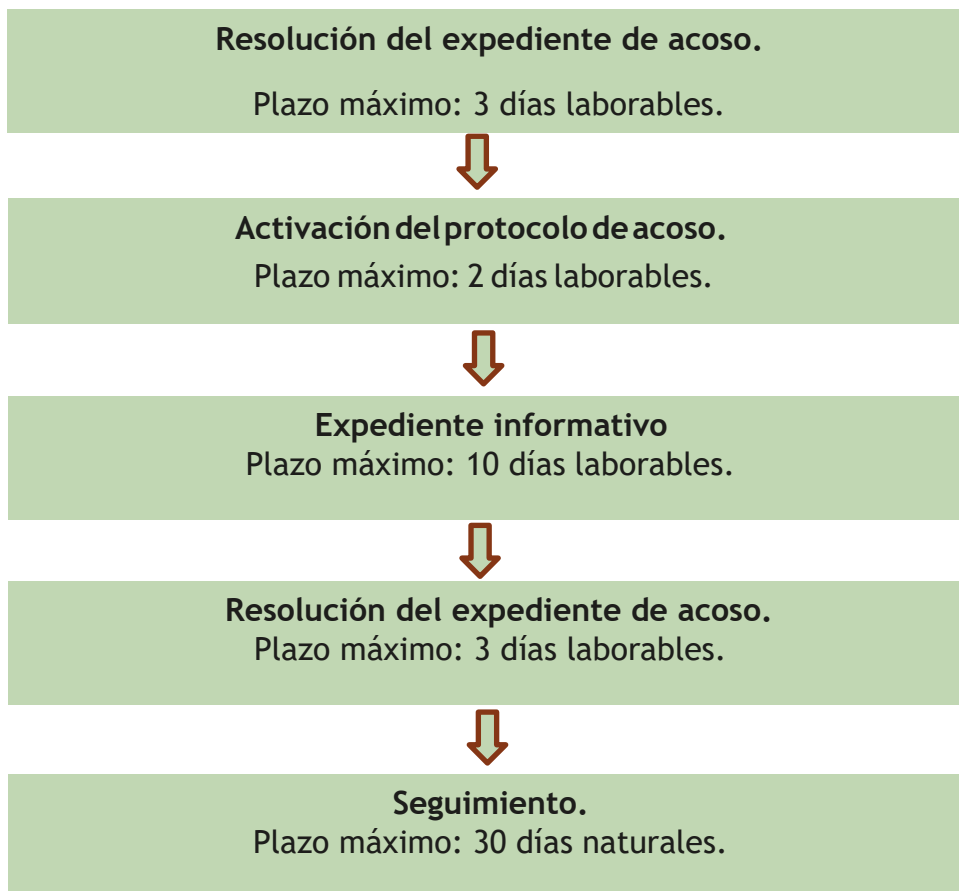 Resolución del expediente de acoso.
Plazo máximo: 3 días laborables.
Activación del protocolo de acoso.
Plazo máximo: 2 días laborables.
Expediente informativo
Plazo máximo: 10 días laborables.
Resolución del expediente de acoso.
Plazo máximo: 3 días laborables.
Seguimiento.
Plazo máximo: 30 días naturales.